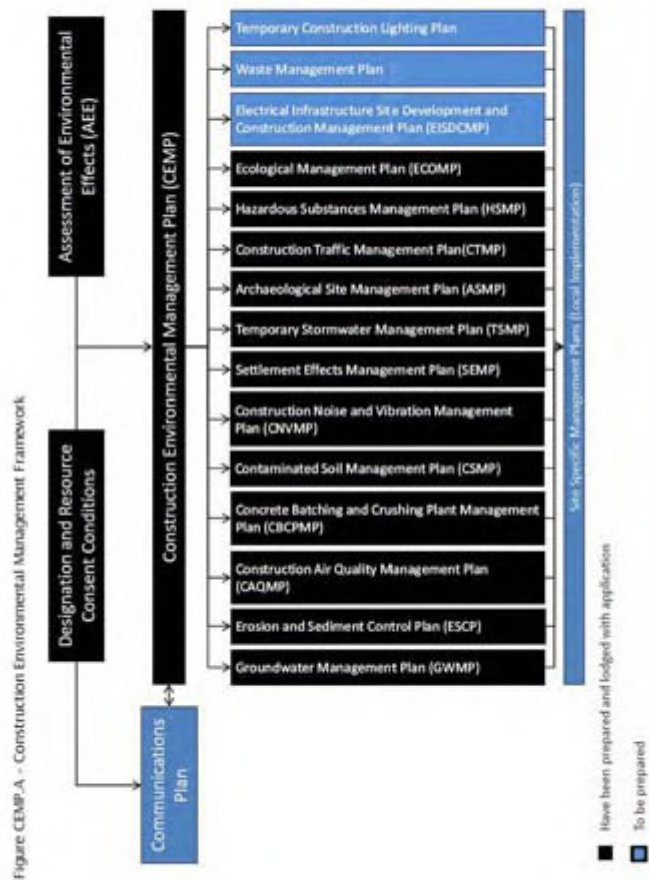 Figure CEMP.A - Construction Environmental Management Framework
Designation and Resource
Consent Conditions
Assessment of Environmental
Effects (AEE)
Communications
Plan
Construction Environmental Management Plan (CEMP)
Temporary Construction Lighting Plan
Waste Management Plan
Electrical Infrastructure Site Development and
Construction Management Plan (EISDCMP)
Ecological Management Plan (ECOMP)
Hazardous Substances Management Plan (HSMP)
Construction Traffic Management Plan(CTMP)
Archaeological Site Management Plan (ASMP)
Temporary Stormwater Management Plan (TSMP)
Settlement Effects Management Plan (SEMP)
Construction Noise and Vibration Management
Plan (CNVMP)
Contaminated Soil Management Plan (CSMP)
Concrete Batching and Crushing Plant Management
Plan (CBCPMP)
Construction Air Quality Management Plan
(CAQMP)
Erosion and Sediment Control Plan (ESCP)
Groundwater Management Plan (GWMP)
Site Specific Management Plans (Local Implementation)
Have been prepared and lodged with application
To be prepared